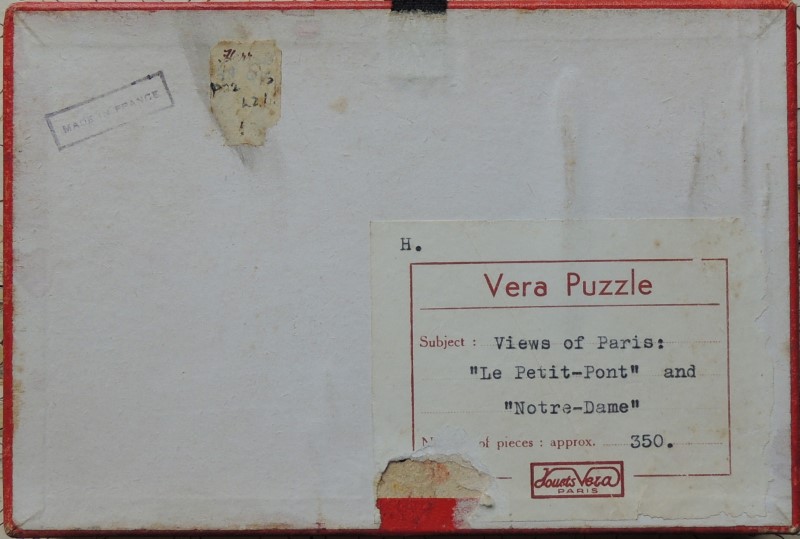 MADE IN FRANCE
H.
Vera Puzzle
Subject : Views of Paris:
"Le Petit-Pont" and
"Notre-Dame"
of pieces : approx. 350.
Jouets Vera
PARIS